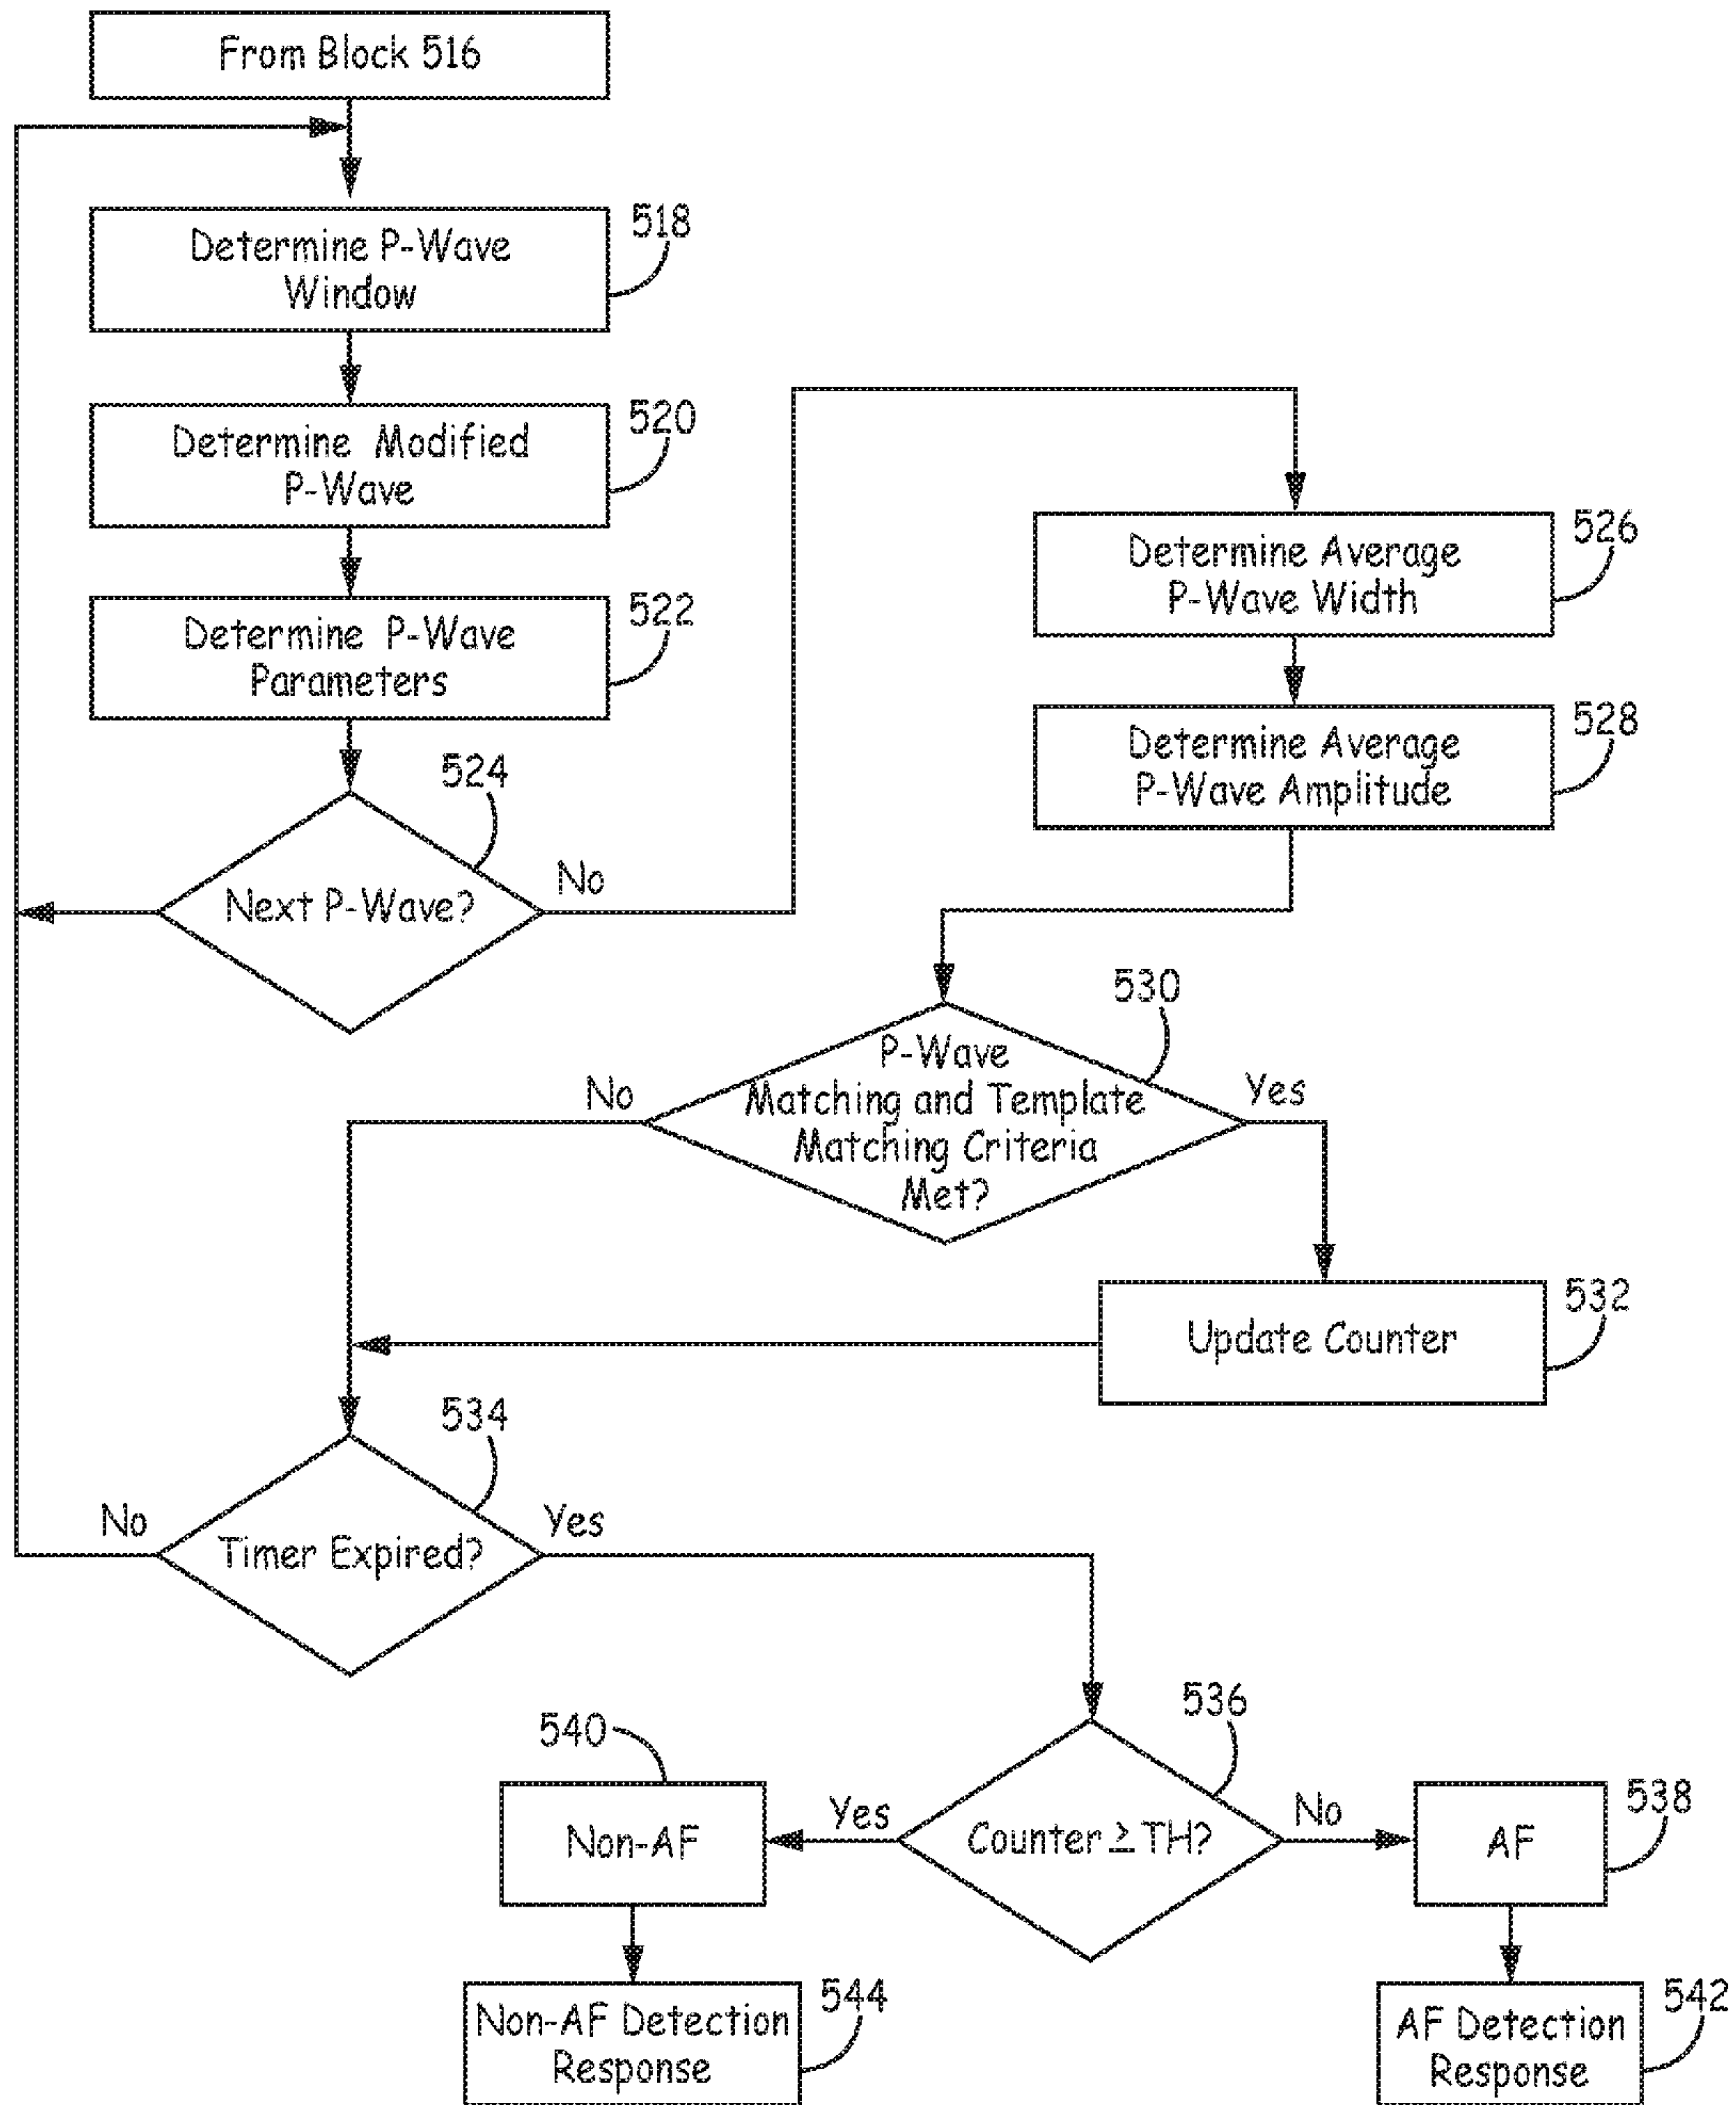 From Block 516
Determine P-Wave
Window
518
Determine Modified
P-Wave
520
Determine P-Wave
Parameters
522
524
Next P-Wave?
No
Determine Average
P-Wave Width
526
Determine Average
P-Wave Amplitude
528
530
P-Wave
Matching and Template
Matching Criteria
Met?
No
Yes
Update Counter
532
534
Timer Expired?
No
Yes
536
Counter ≥ TH?
Yes
No
540
Non-AF
AF
538
Non-AF Detection
Response
544
AF Detection
Response
542